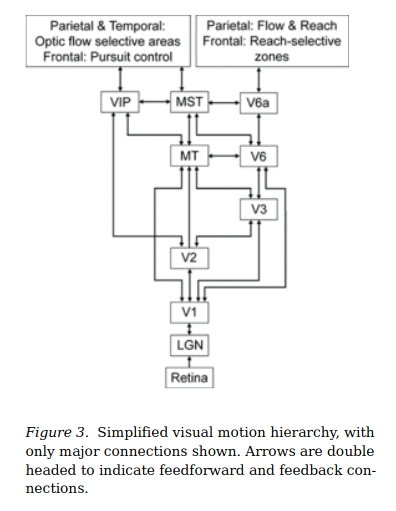 Parietal & Temporal:
Optic flow selective areas
Frontal: Pursuit control
Parietal: Flow & Reach
Frontal: Reach-selective
zones
VIP
MST
V6a
MT
V6
V3
V2
V1
LGN
Retina
Figure 3. Simplified visual motion hierarchy, with
only major connections shown. Arrows are double
headed to indicate feedforward and feedback con-
nections.